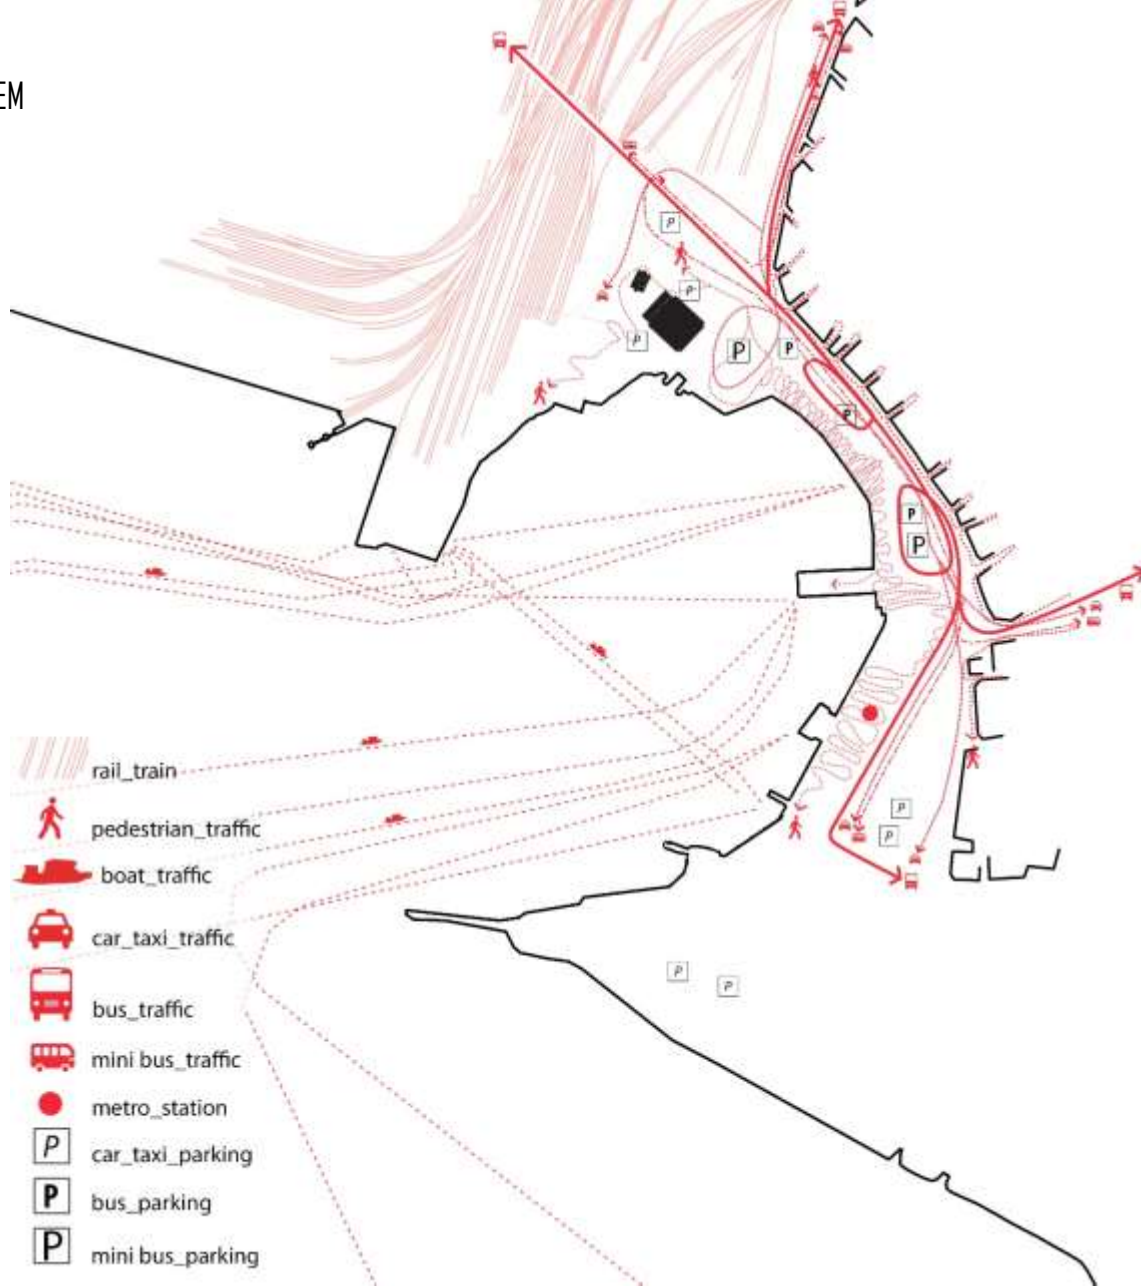 EM
P
P
P
P
P
P
P
P
P
rail_train
pedestrian_traffic
boat_traffic
car_taxi_traffic
P
P
bus_traffic
P
P
mini bus_traffic
metro_station
P car_taxi_parking
P bus_parking
P mini bus_parking